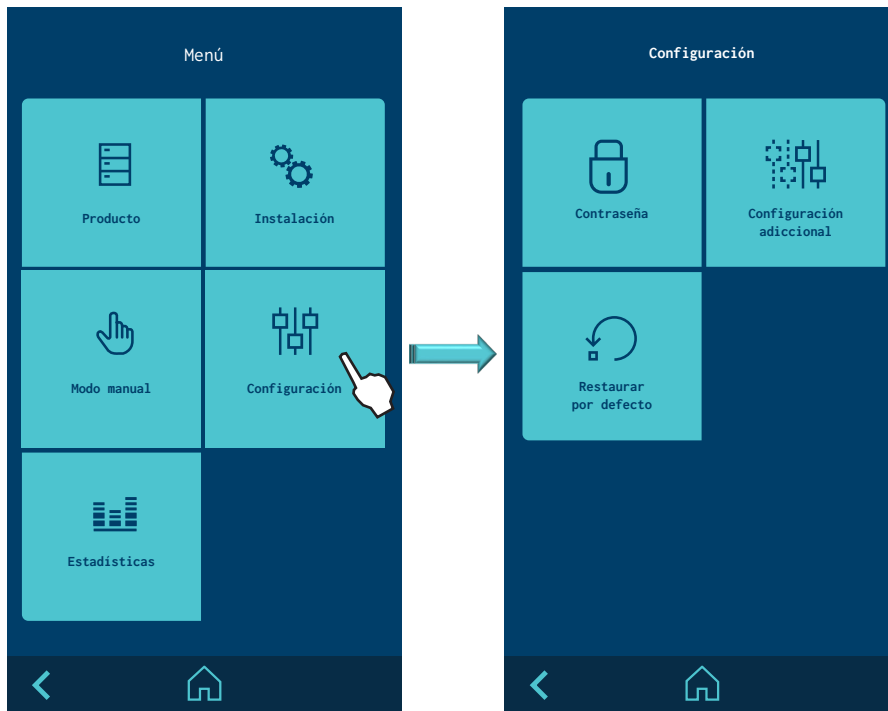 Menú
Producto
Instalación
Modo manual
Configuración
Estadísticas
Configuración
Contraseña
Configuración
adiccional
Restaurar
por defecto